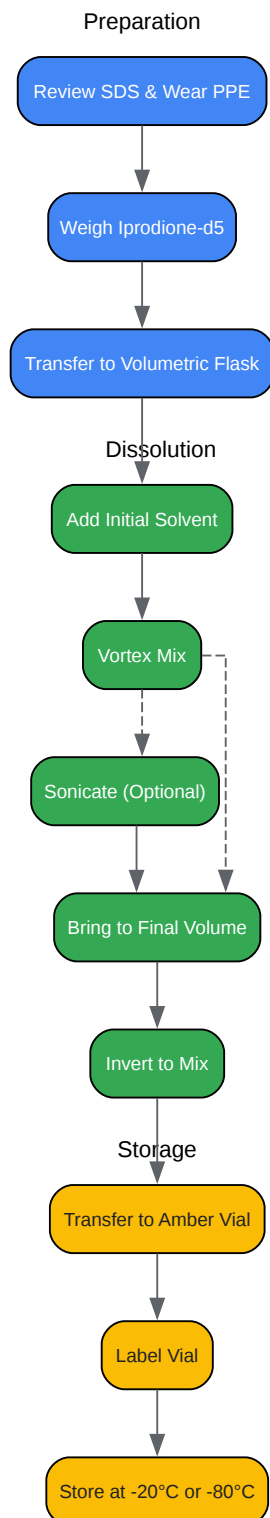 Preparation
Review SDS & Wear PPE
Weigh Iprodione-d5
Transfer to Volumetric Flask
Dissolution
Add Initial Solvent
Vortex Mix
Sonicate (Optional)
Bring to Final Volume
Invert to Mix
Storage
Transfer to Amber Vial
Label Vial
Store at -20°C or -80°C